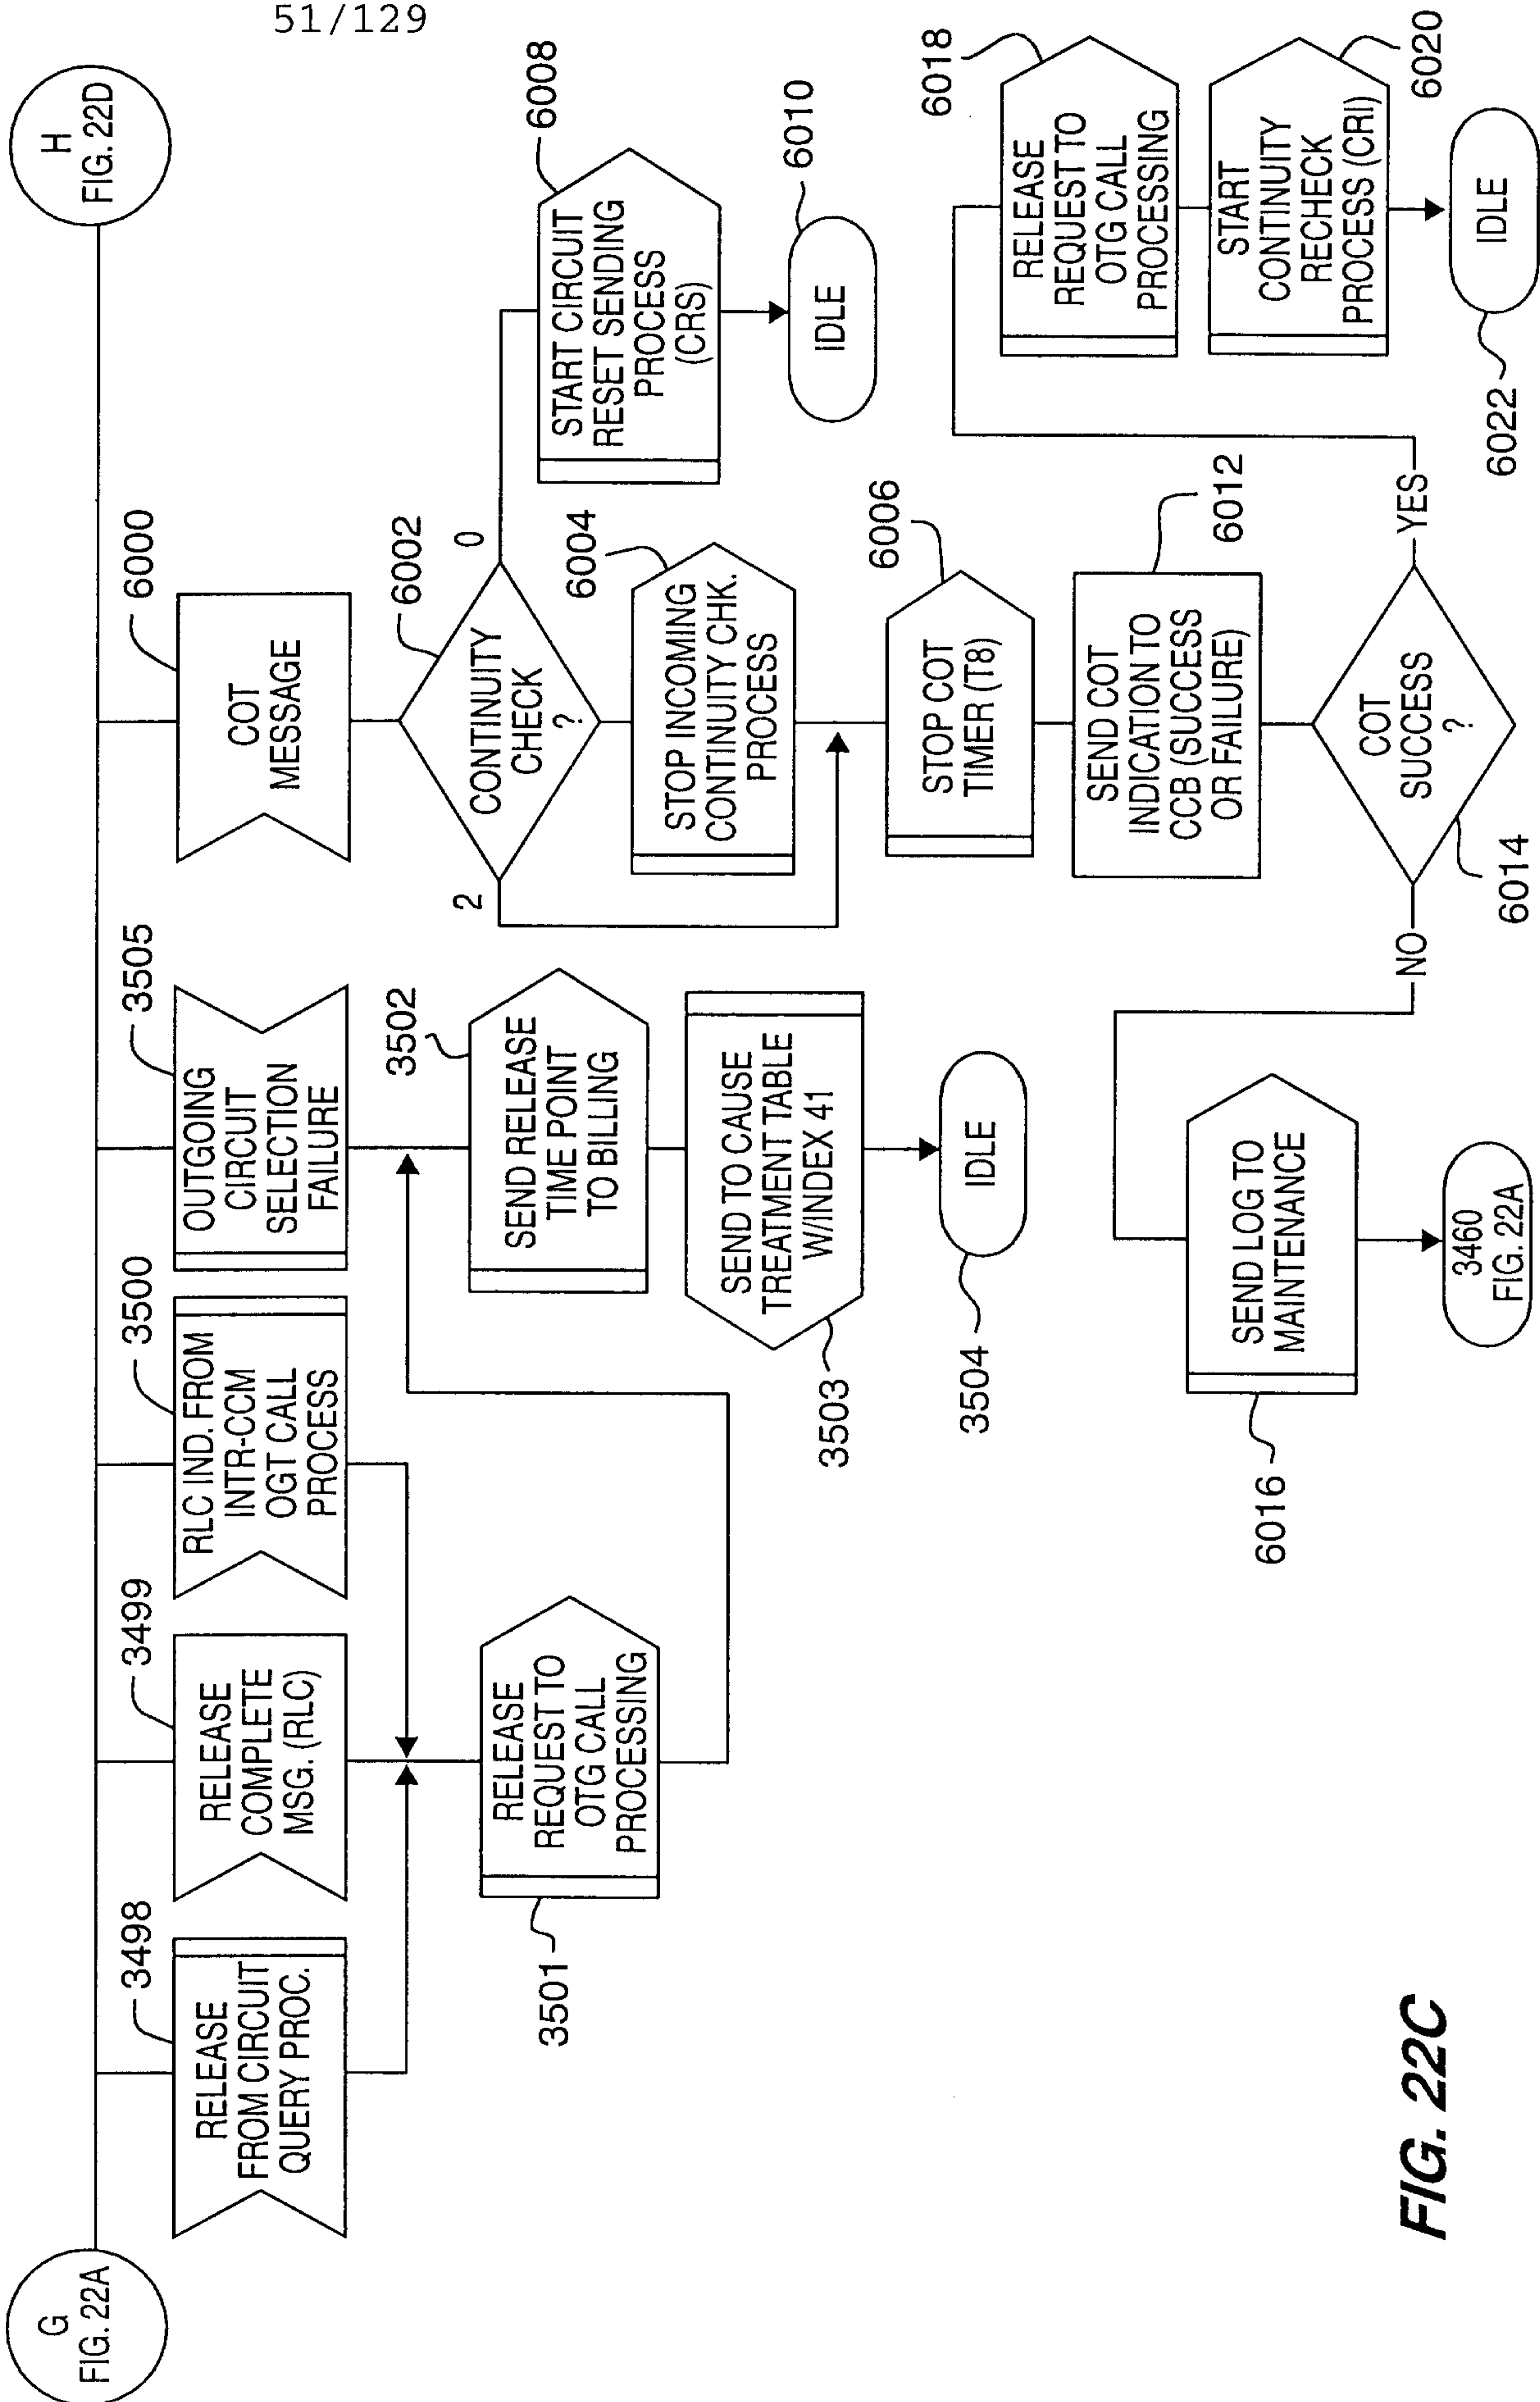 51/129
G
FIG. 22A
H
FIG. 22D
3498
RELEASE
FROM CIRCUIT
QUERY PROC.
3499
RELEASE
COMPLETE
MSG. (RLC)
3500
RLC IND. FROM
INTR-CCM
OGT CALL
PROCESS
3505
OUTGOING
CIRCUIT
SELECTION
FAILURE
6000
COT
MESSAGE
3501
RELEASE
REQUEST TO
OTG CALL
PROCESSING
3502
SEND RELEASE
TIME POINT
TO BILLING
3503
SEND TO CAUSE
TREATMENT TABLE
W/INDEX 41
3504
IDLE
6002
CONTINUITY
CHECK
?
2
0
6004
STOP INCOMING
CONTINUITY CHK.
PROCESS
6008
START CIRCUIT
RESET SENDING
PROCESS
(CRS)
6010
IDLE
6006
STOP COT
TIMER (T8)
6012
SEND COT
INDICATION TO
CCB (SUCCESS
OR FAILURE)
6014
COT
SUCCESS
?
NO
YES
6016
SEND LOG TO
MAINTENANCE
3460
FIG. 22A
6018
RELEASE
REQUEST TO
OTG CALL
PROCESSING
6020
START
CONTINUITY
RECHECK
PROCESS (CRI)
6022
IDLE
FIG. 22C